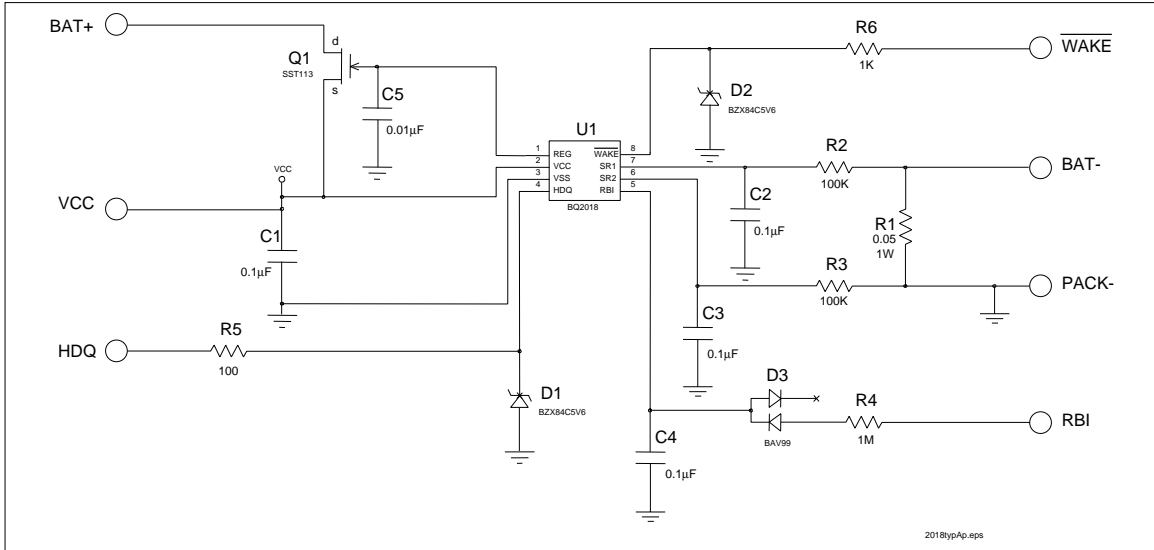 BAT+
Q1
SST113
d
s
C5
0.01µF
R6
1K
WAKE
D2
BZX84C5V6
U1
1 REG WAKE 8
2 VCC SR1 7
3 VSS SR2 6
4 HDQ RBI 5
BQ2018
R2
100K
BAT-
VCC
VCC
C1
0.1µF
C2
0.1µF
R1
0.05
1W
R3
100K
PACK-
HDQ
R5
100
C3
0.1µF
D1
BZX84C5V6
D3
BAV99
R4
1M
RBI
C4
0.1µF
2018typAp.eps